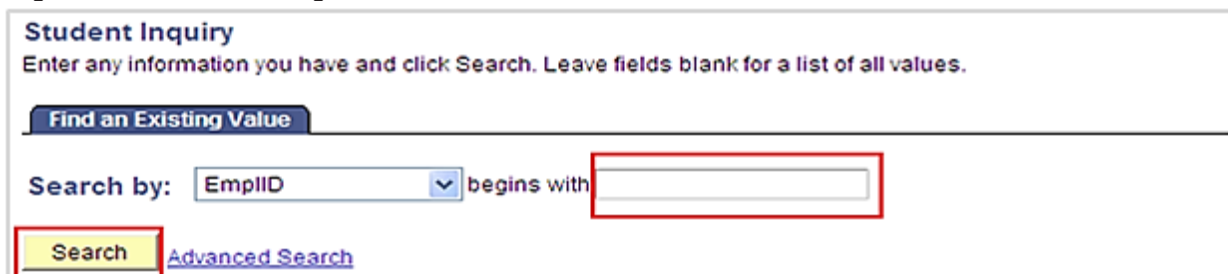 Student Inquiry
Enter any information you have and click Search. Leave fields blank for a list of all values.
Find an Existing Value
Search by: EmplID begins with
Search Advanced Search